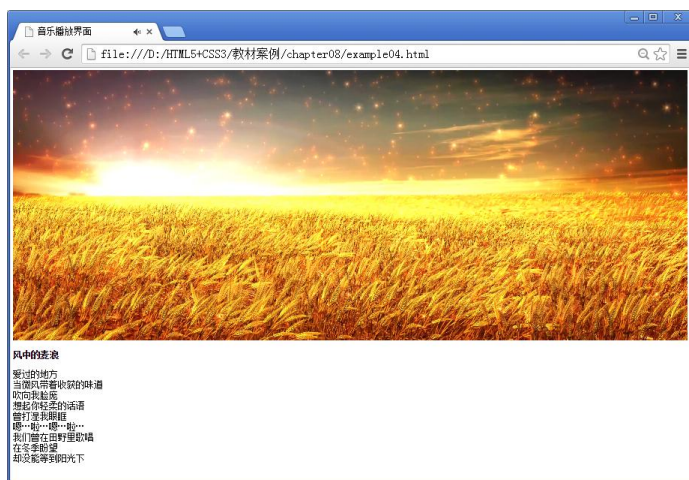 音乐播放界面
file:///D:/HTML5+CSS3/教材案例/chapter08/example04.html
风中的麦浪
爱过的地方
当微风带着收获的味道
吹向我脸庞
想起你轻柔的话语
曾打湿我眼眶
嗯…啦…嗯…啦…
我们曾在田野里歌唱
在冬季盼望
却没能等到阳光下